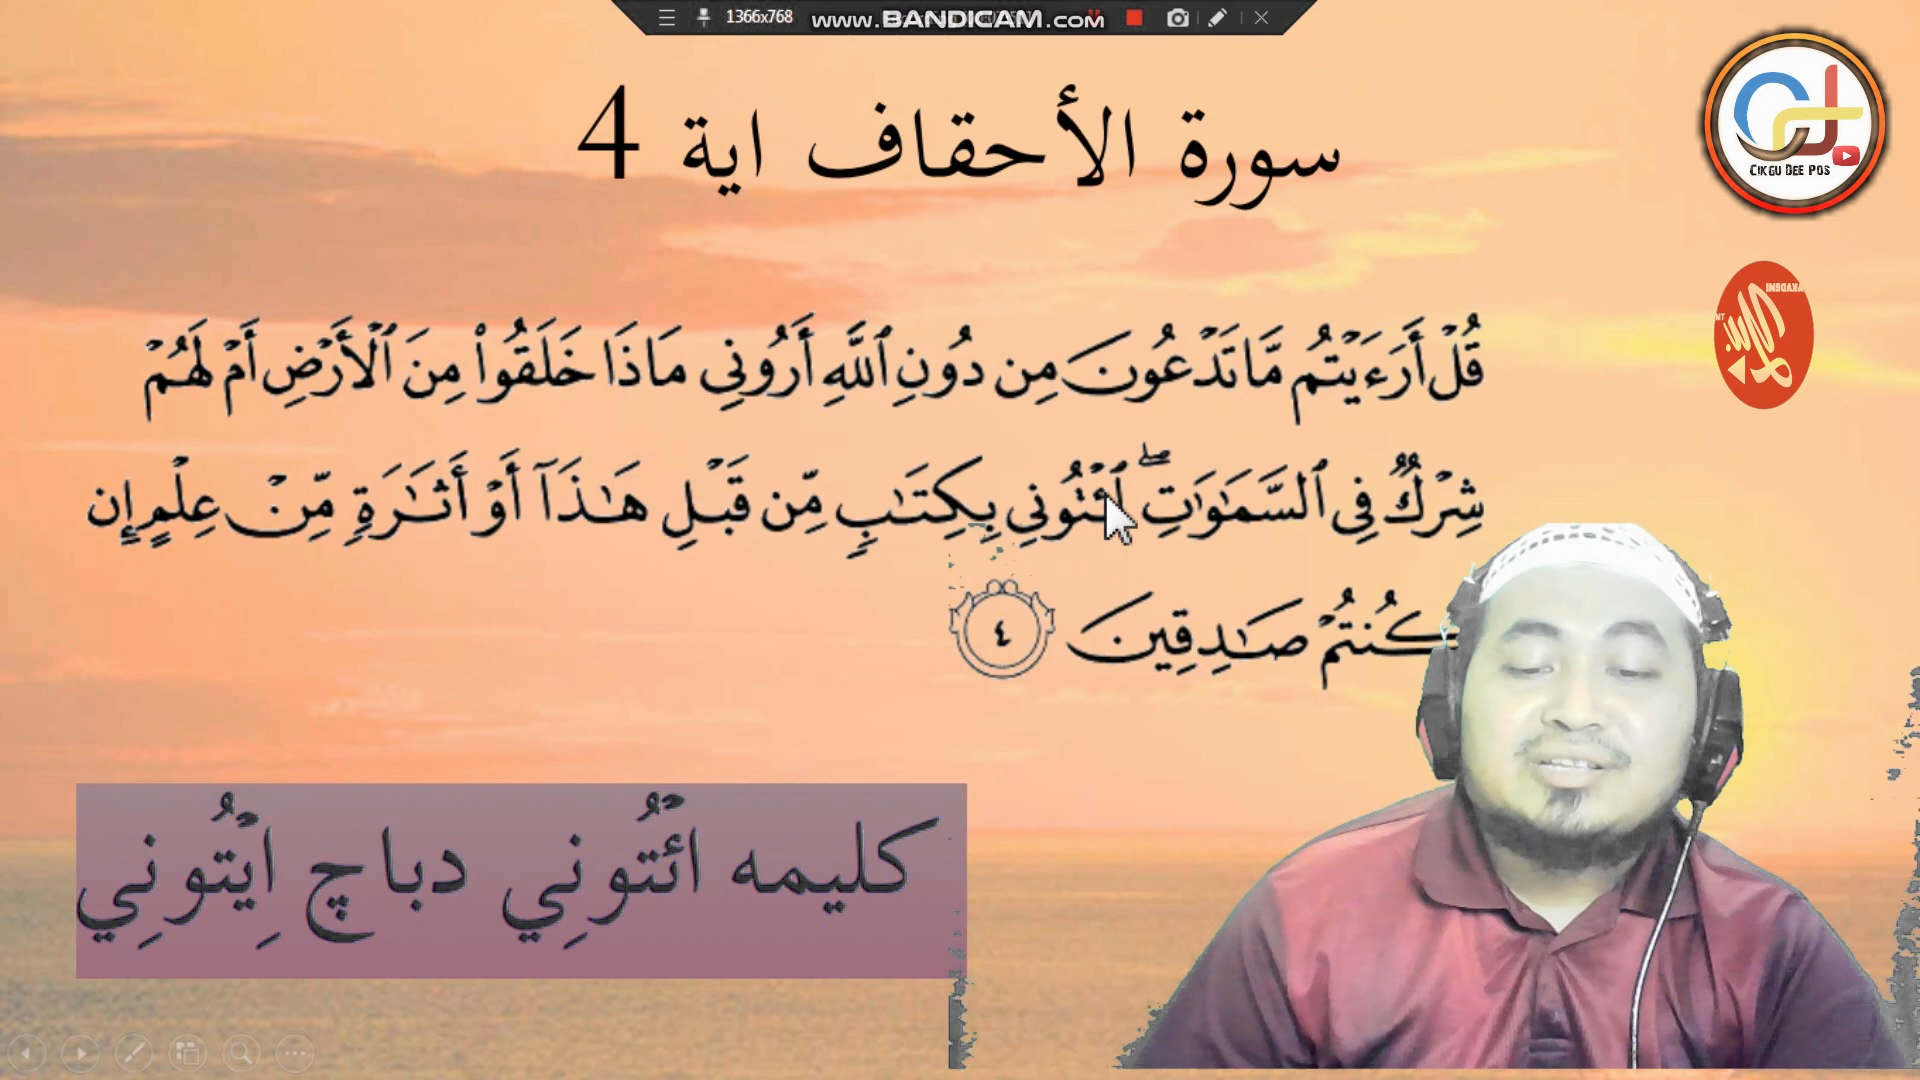 1366x768 www.BANDICAM.com
سورة الأحقاف اية 4
CIKGU DEE POS
AKADEMI
قُلْ أَرَءَيْتُم مَّا تَدْعُونَ مِن دُونِ ٱللَّهِ أَرُونِى مَاذَا خَلَقُوا۟ مِنَ ٱلْأَرْضِ أَمْ لَهُمْ
شِرْكٌ فِى ٱلسَّمَـٰوَٰتِ ۖ ٱئْتُونِى بِكِتَـٰبٍ مِّن قَبْلِ هَـٰذَآ أَوْ أَثَـٰرَةٍ مِّنْ عِلْمٍ إِن
كُنتُمْ صَـٰدِقِينَ ٤
كليمه ائْتُونِي دباچ اِيْتُونِي